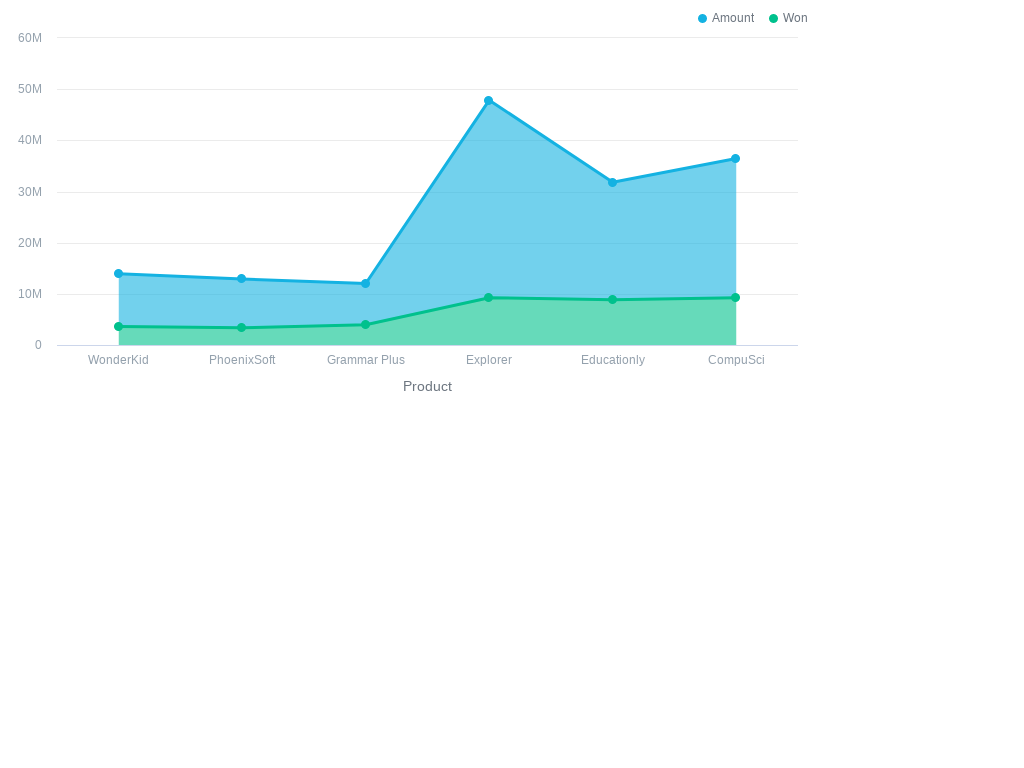 Amount Won
60M
50M
40M
30M
20M
10M
0
WonderKid PhoenixSoft Grammar Plus Explorer Educationly CompuSci
Product